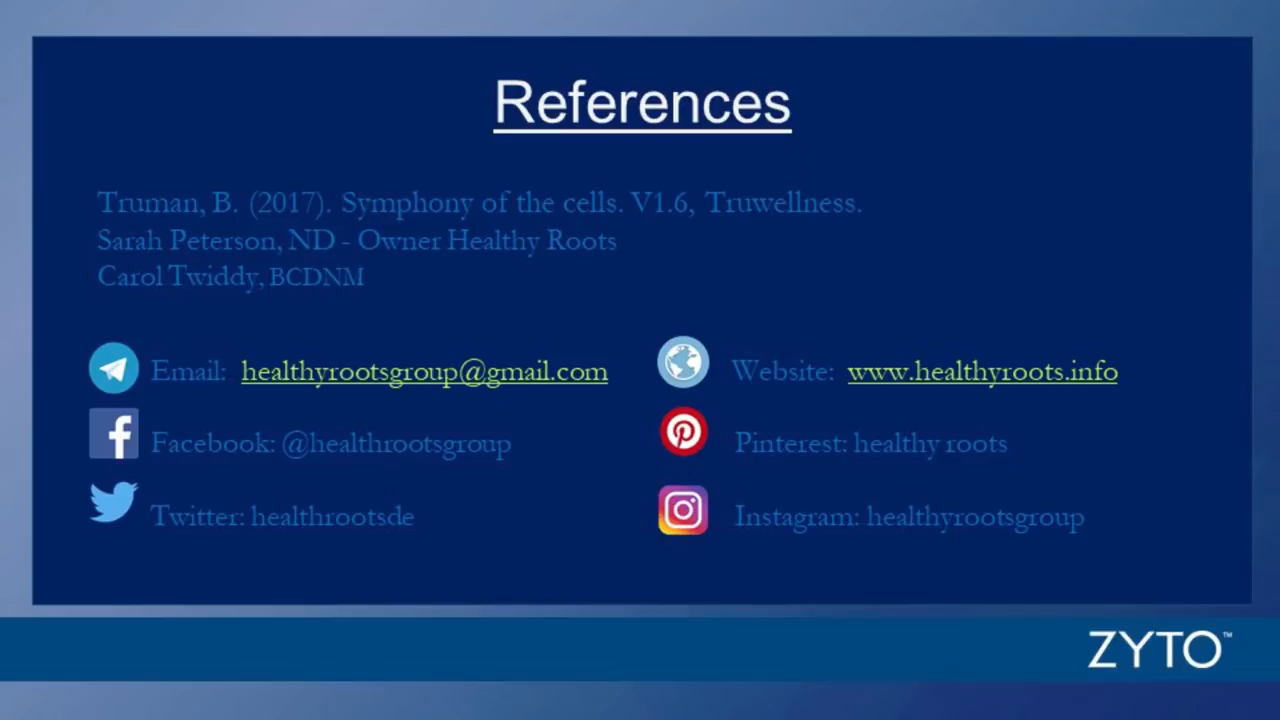 References
Truman, B. (2017). Symphony of the cells. V1.6, Truwellness.
Sarah Peterson, ND - Owner Healthy Roots
Carol Twiddy, BCDNM
Email: healthyrootsgroup@gmail.com
Website: www.healthyroots.info
Facebook: @healthrootsgroup
Pinterest: healthy roots
Twitter: healthrootsde
Instagram: healthyrootsgroup
ZYTO™